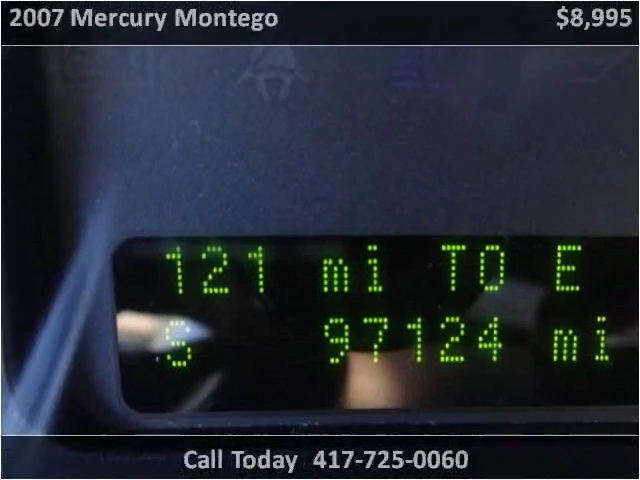 2007 Mercury Montego $8,995
121 mi TO E
S 97124 mi
Call Today 417-725-0060